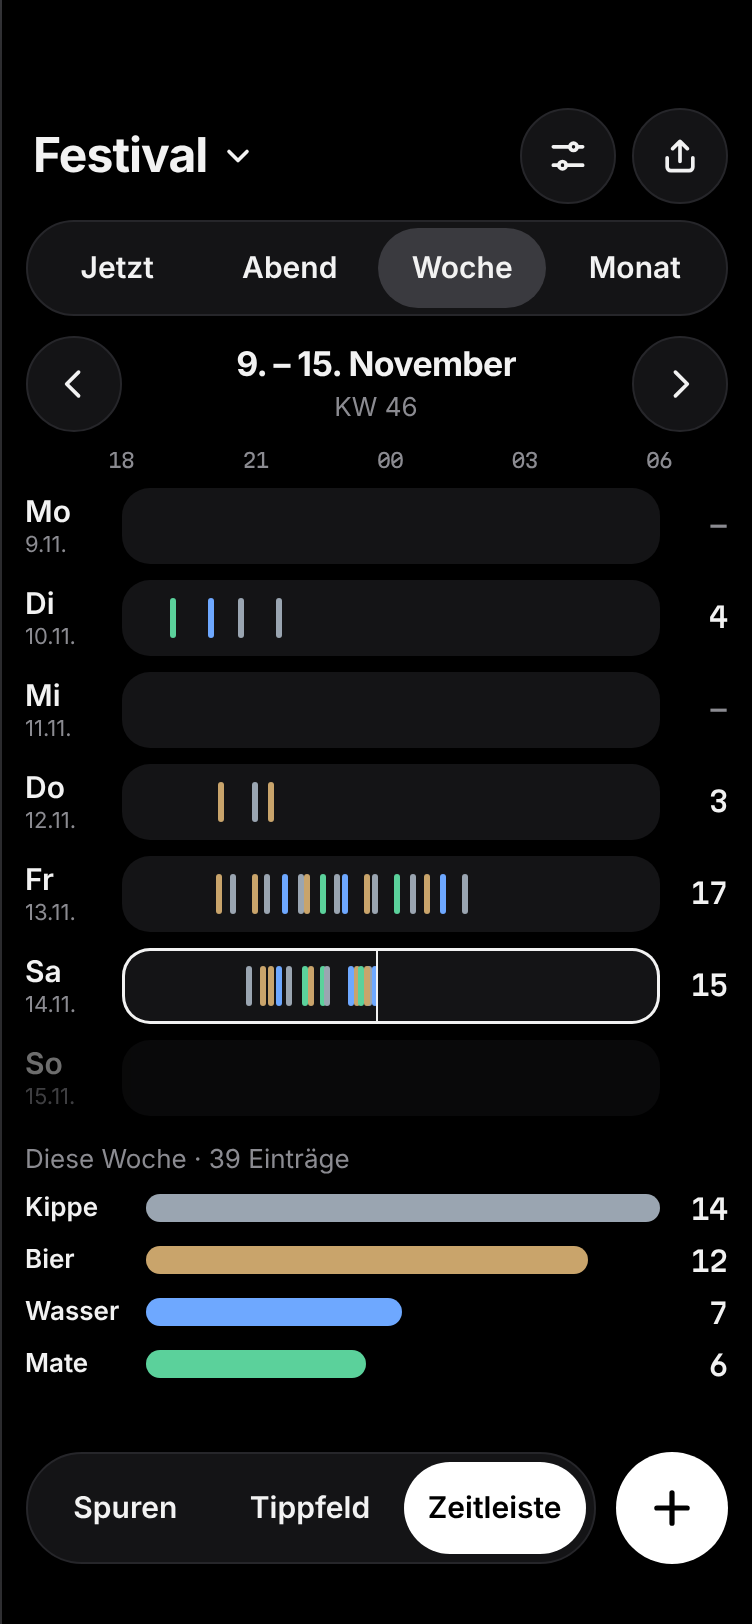 Festival
Jetzt Abend Woche Monat
9. – 15. November
KW 46
18 21 00 03 06
Mo –
9.11.
Di 4
10.11.
Mi –
11.11.
Do 3
12.11.
Fr 17
13.11.
Sa 15
14.11.
So
15.11.
Diese Woche · 39 Einträge
Kippe 14
Bier 12
Wasser 7
Mate 6
Spuren Tippfeld Zeitleiste +